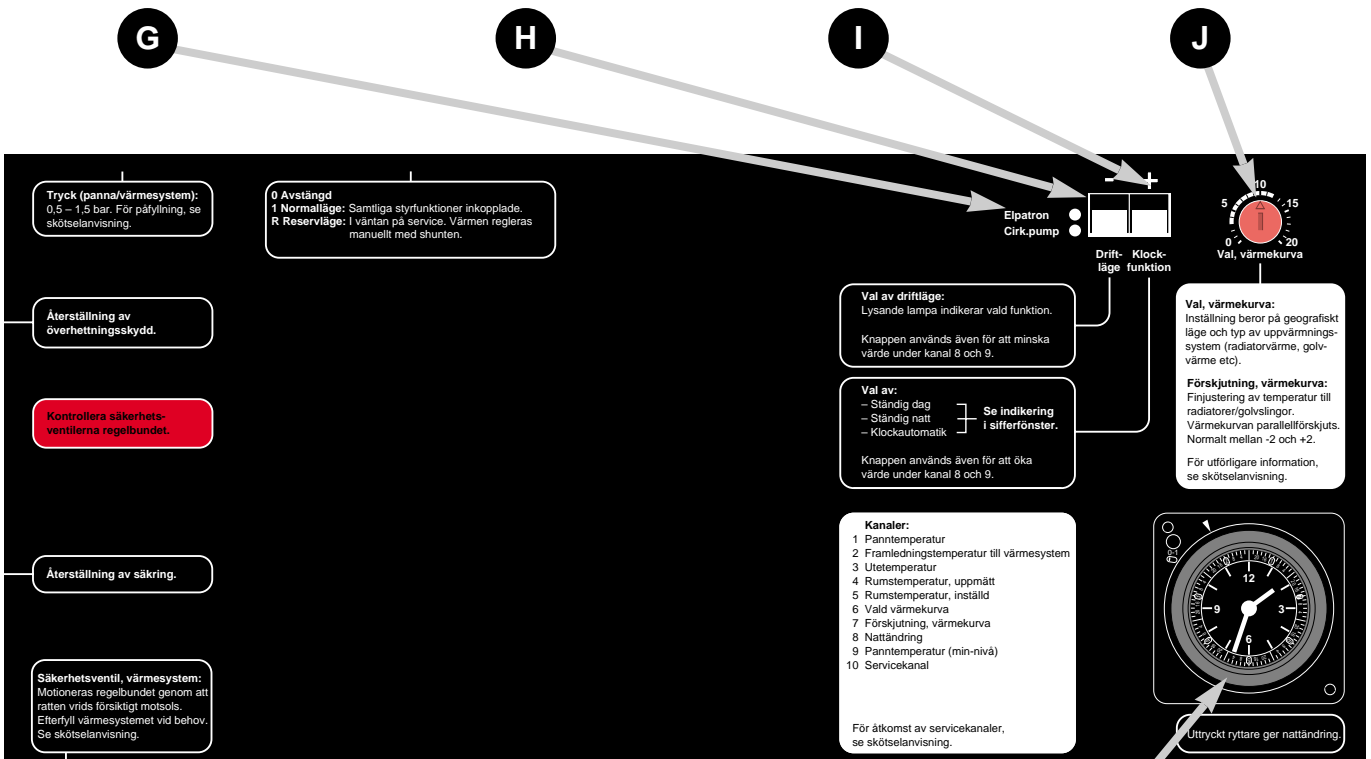 G
H
I
J
Tryck (panna/värmesystem):
0,5 – 1,5 bar. För påfyllning, se
skötselanvisning.
0 Avstängd
1 Normalläge: Samtliga styrfunktioner inkopplade.
R Reservläge: I väntan på service. Värmen regleras
manuellt med shunten.
Elpatron
Cirk.pump
- +
Drift-
läge
Klock-
funktion
0
5
10
15
20
Val, värmekurva
Återställning av
överhettningsskydd.
Val av driftläge:
Lysande lampa indikerar vald funktion.
Knappen används även för att minska
värde under kanal 8 och 9.
Val, värmekurva:
Inställning beror på geografiskt
läge och typ av uppvärmnings-
system (radiatorvärme, golv-
värme etc).
Förskjutning, värmekurva:
Finjustering av temperatur till
radiatorer/golvslingor.
Värmekurvan parallellförskjuts.
Normalt mellan -2 och +2.
För utförligare information,
se skötselanvisning.
Kontrollera säkerhets-
ventilerna regelbundet.
Val av:
– Ständig dag
– Ständig natt
– Klockautomatik
Se indikering
i sifferfönster.
Knappen används även för att öka
värde under kanal 8 och 9.
Återställning av säkring.
Kanaler:
1 Panntemperatur
2 Framledningstemperatur till värmesystem
3 Utetemperatur
4 Rumstemperatur, uppmätt
5 Rumstemperatur, inställd
6 Vald värmekurva
7 Förskjutning, värmekurva
8 Nattändring
9 Panntemperatur (min-nivå)
10 Servicekanal
För åtkomst av servicekanaler,
se skötselanvisning.
0-1
12
3
6
9
Säkerhetsventil, värmesystem:
Motioneras regelbundet genom att
ratten vrids försiktigt motsols.
Efterfyll värmesystemet vid behov.
Se skötselanvisning.
Uttryckt ryttare ger nattändring.